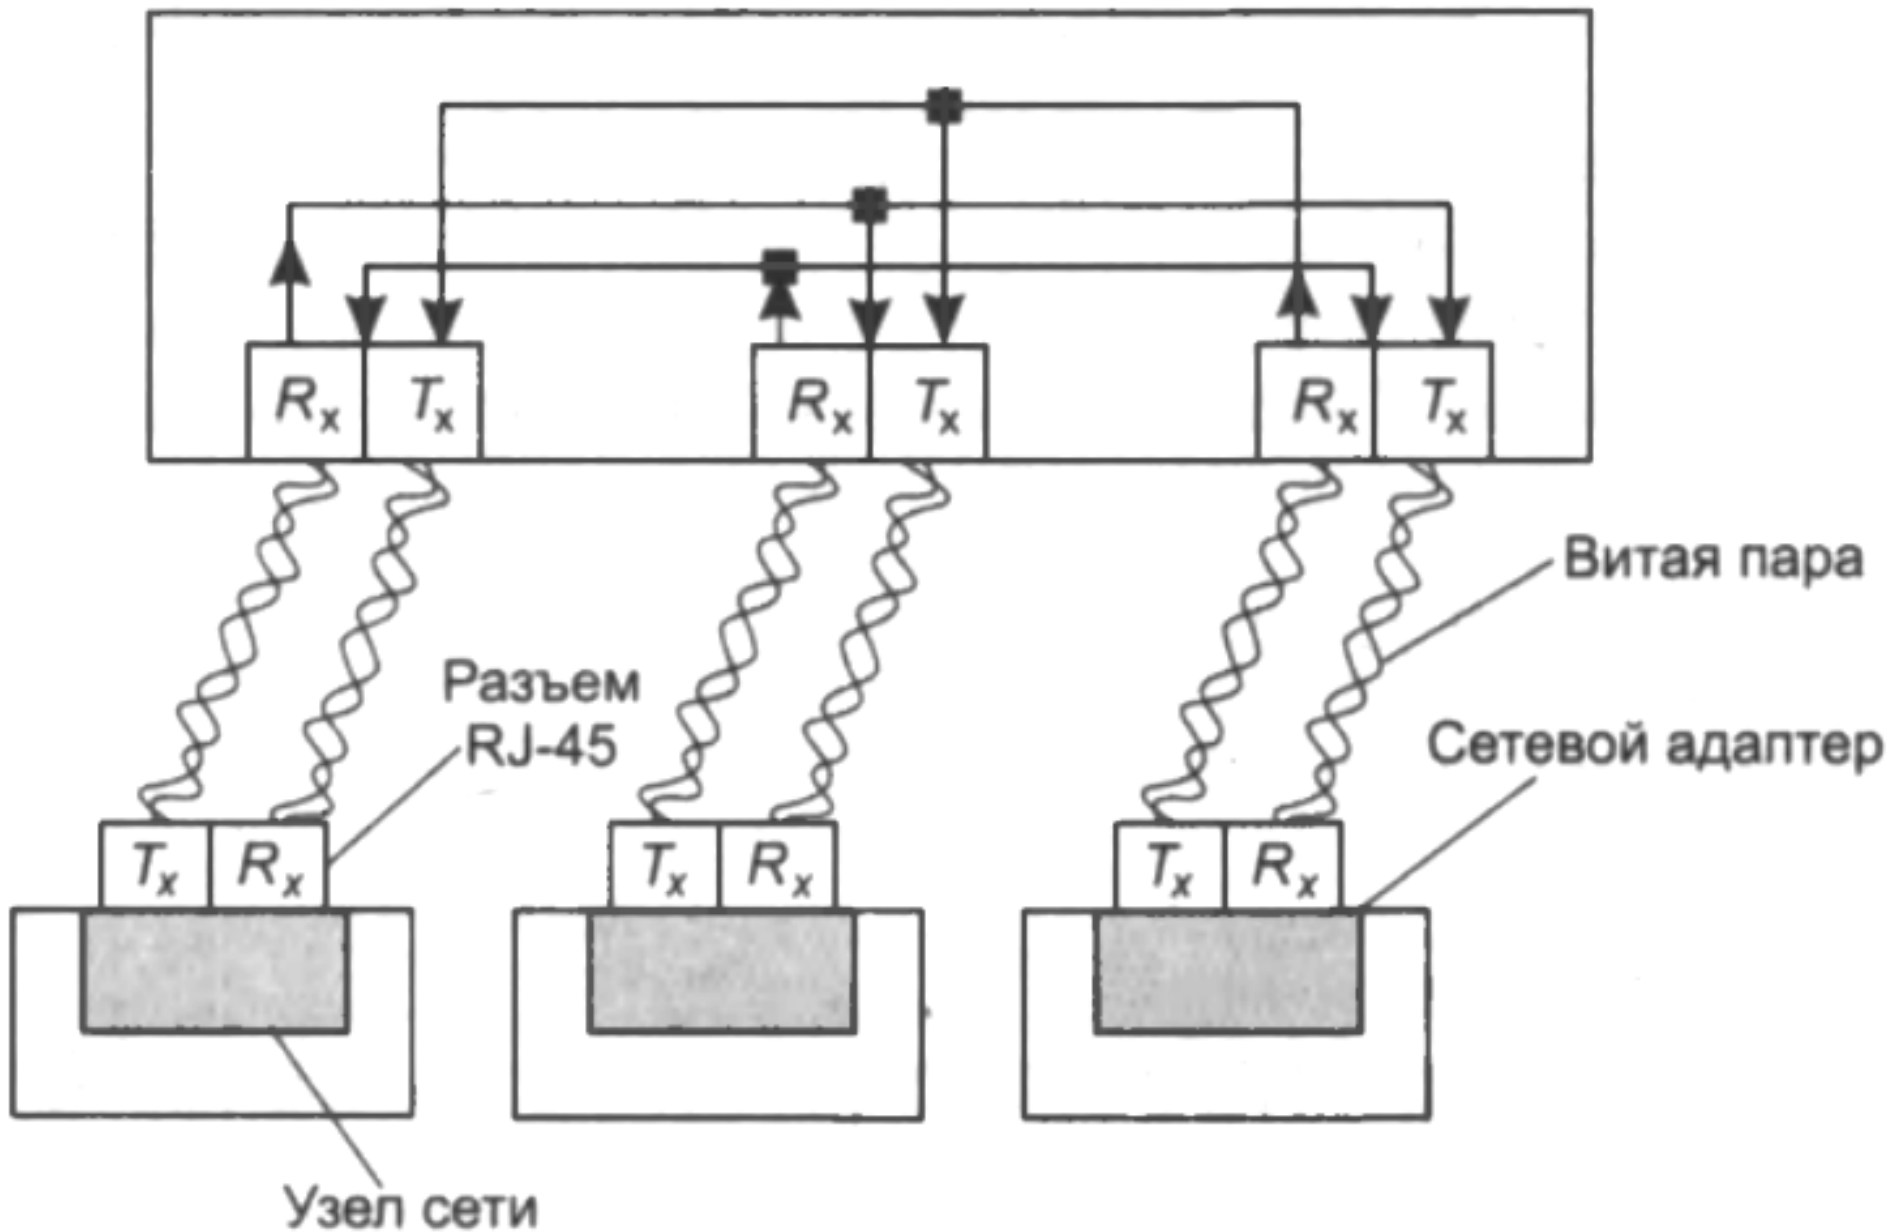 Rx Tx Rx Tx Rx Tx
Витая пара
Разъем
RJ-45
Сетевой адаптер
Tx Rx Tx Rx Tx Rx
Узел сети